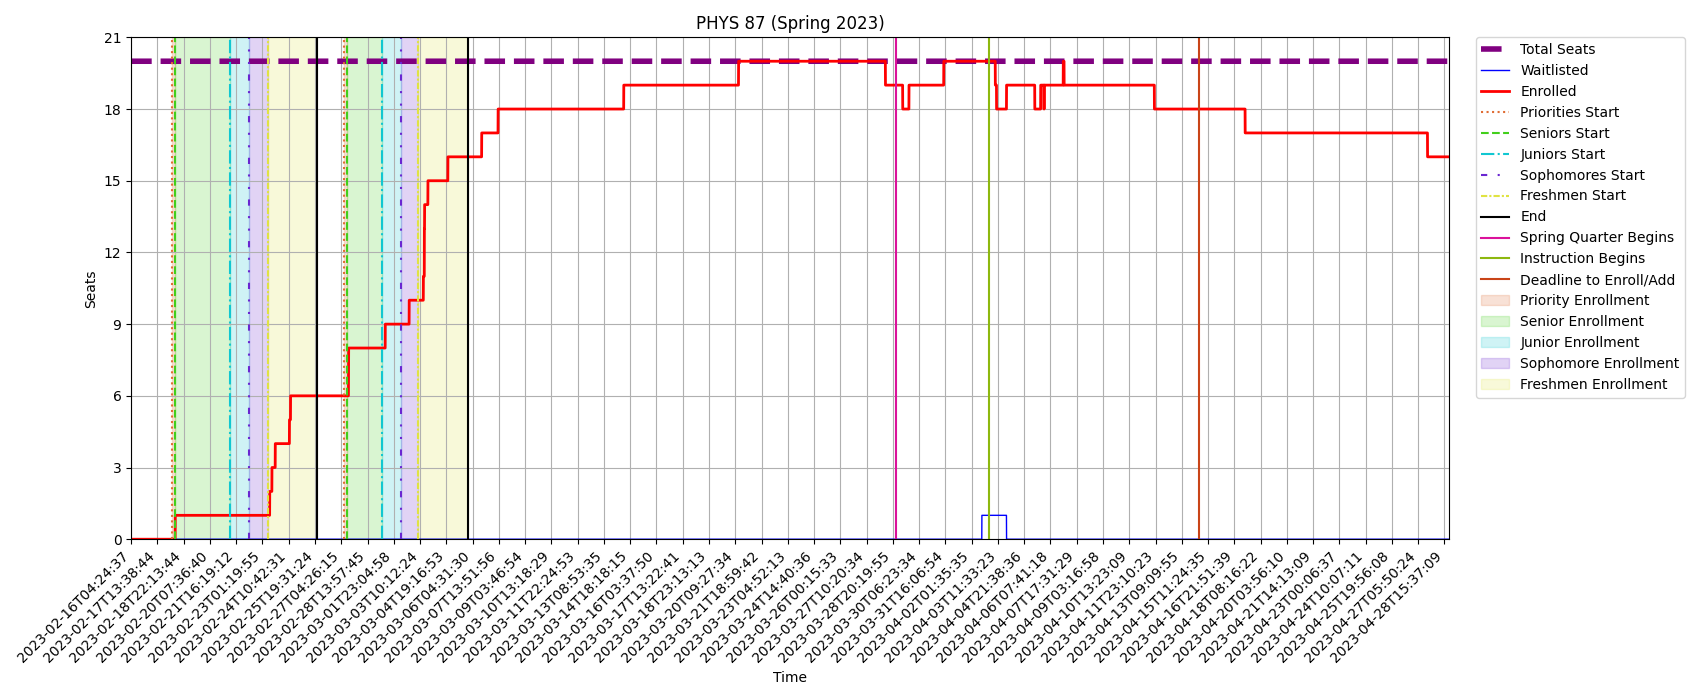 PHYS 87 (Spring 2023)
21
18
15
12
9
6
3
0
Seats
2023-02-16T04:24:37
2023-02-17T13:38:44
2023-02-18T22:13:44
2023-02-20T07:36:40
2023-02-21T16:19:12
2023-02-23T01:19:55
2023-02-24T10:42:31
2023-02-25T19:31:24
2023-02-27T04:26:15
2023-02-28T13:57:45
2023-03-01T23:04:58
2023-03-03T10:12:24
2023-03-04T19:16:53
2023-03-06T04:31:30
2023-03-07T13:51:56
2023-03-09T03:46:54
2023-03-10T13:18:29
2023-03-11T22:24:53
2023-03-13T08:53:35
2023-03-14T18:18:15
2023-03-16T03:37:50
2023-03-17T13:22:41
2023-03-18T23:13:13
2023-03-20T09:27:34
2023-03-21T18:59:42
2023-03-23T04:52:13
2023-03-24T14:40:36
2023-03-26T00:15:33
2023-03-27T10:20:34
2023-03-28T20:19:55
2023-03-30T06:23:34
2023-03-31T16:06:54
2023-04-02T01:35:35
2023-04-03T11:33:23
2023-04-04T21:38:36
2023-04-06T07:41:18
2023-04-07T17:31:29
2023-04-09T03:16:58
2023-04-10T13:23:09
2023-04-11T23:10:23
2023-04-13T09:09:55
2023-04-15T11:24:35
2023-04-16T21:51:39
2023-04-18T08:16:22
2023-04-20T03:56:10
2023-04-21T14:13:09
2023-04-23T00:06:37
2023-04-24T10:07:11
2023-04-25T19:56:08
2023-04-27T05:50:24
2023-04-28T15:37:09
Time
Total Seats
Waitlisted
Enrolled
Priorities Start
Seniors Start
Juniors Start
Sophomores Start
Freshmen Start
End
Spring Quarter Begins
Instruction Begins
Deadline to Enroll/Add
Priority Enrollment
Senior Enrollment
Junior Enrollment
Sophomore Enrollment
Freshmen Enrollment